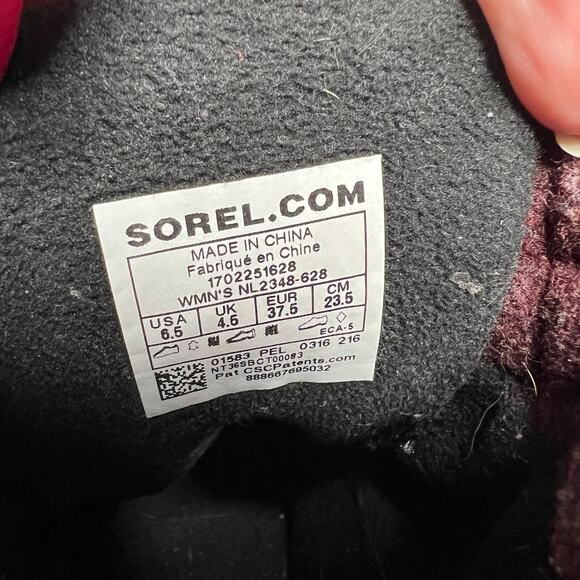 SOREL.COM
MADE IN CHINA
Fabriqué en Chine
1702251628
WMN'S NL2348-628
USA UK EUR CM
6.5 4.5 37.5 23.5
ECA-5
01583 PEL 0316 216
NT36SBCT00083
Pat CSCPatents.com
888667695032